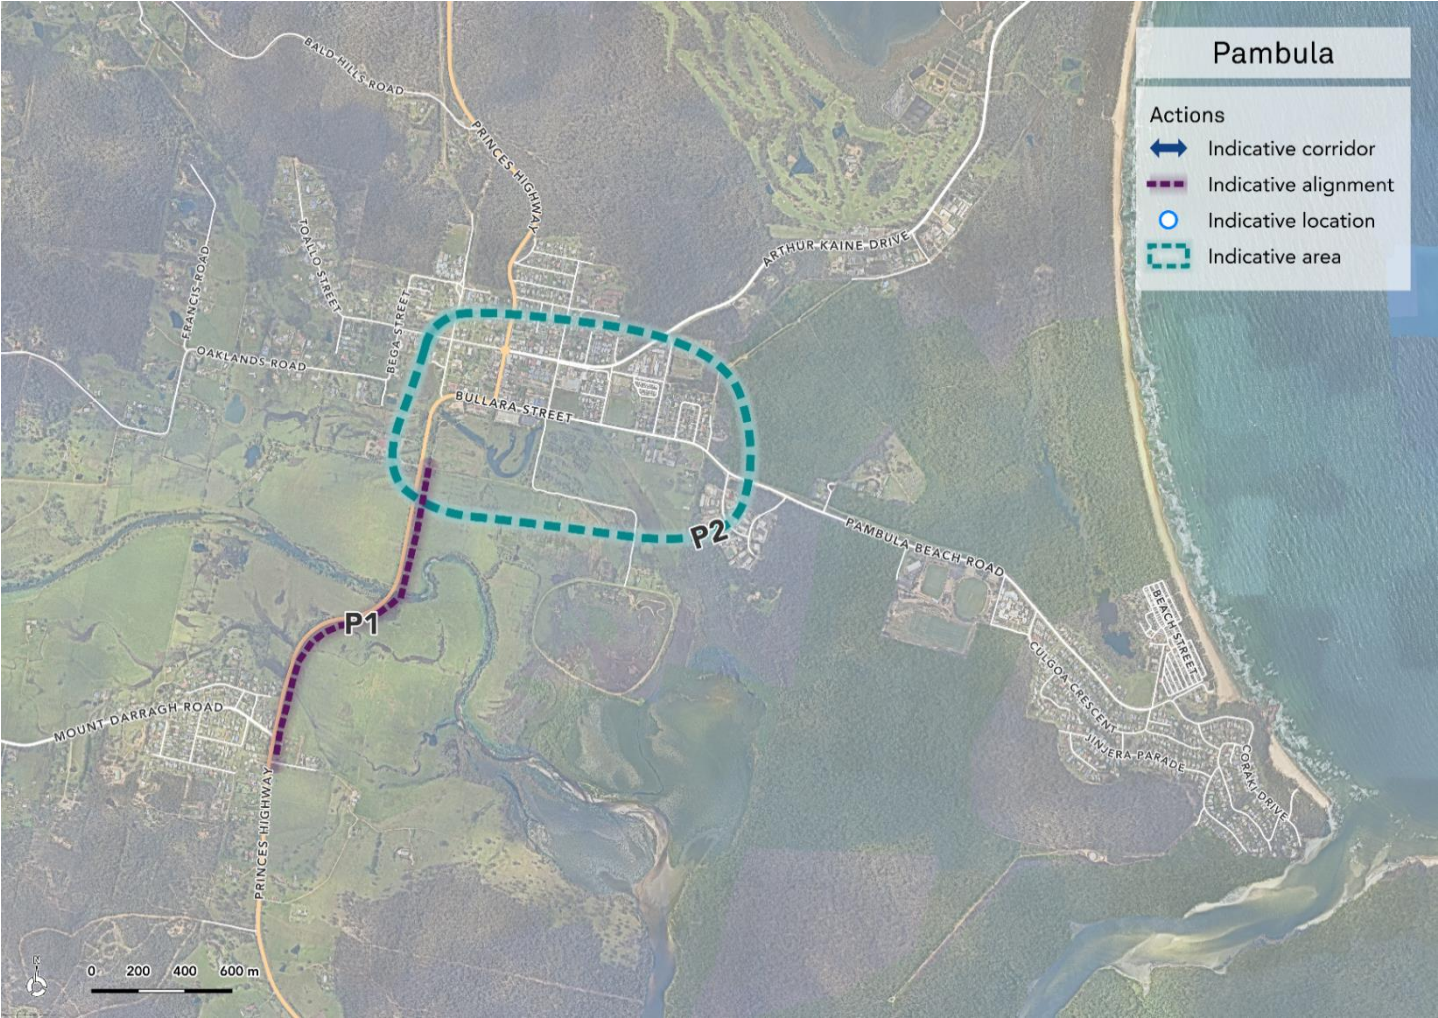 Pambula
Actions
Indicative corridor
Indicative alignment
Indicative location
Indicative area
BALD HILLS ROAD
PRINCES HIGHWAY
TOALLO STREET
FRANCIS ROAD
BEGA STREET
OAKLANDS ROAD
ARTHUR KAINE DRIVE
BULLARA STREET
P2
PAMBULA BEACH ROAD
P1
BEACH STREET
CULGOA CRESCENT
JINJERA PARADE
CORAKI DRIVE
MOUNT DARRAGH ROAD
PRINCES HIGHWAY
N
0 200 400 600 m